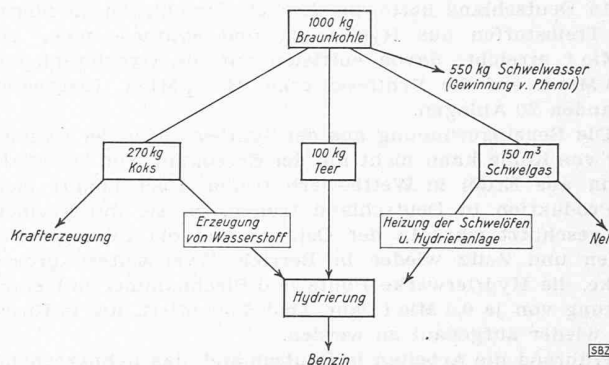 1000 kg
Braunkohle
550 kg Schwelwasser
(Gewinnung v. Phenol)
270 kg
Koks
100 kg
Teer
150 m³
Schwelgas
Krafterzeugung
Erzeugung
von Wasserstoff
Heizung der Schwelöfen
u. Hydrieranlage
Hydrierung
Benzin
SBZ